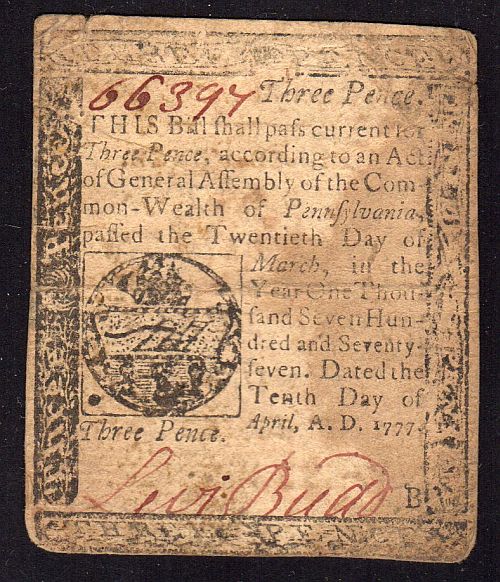 66397 Three Pence.
THIS Bill ſhall paſs current for
Three Pence, according to an Act
of General Aſſembly of the Com-
mon-Wealth of Pennſylvania,
paſſed the Twentieth Day of
March, in the
Year One Thou-
ſand Seven Hun-
dred and Seventy-
ſeven. Dated the
Tenth Day of
April, A. D. 1777.
Three Pence.
Levi Budd B